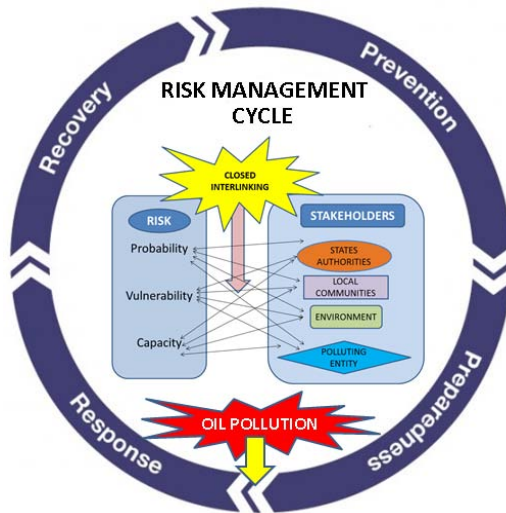 Recovery
Prevention
RISK MANAGEMENT
CYCLE
CLOSED
INTERLINKING
RISK
Probability
Vulnerability
Capacity
STAKEHOLDERS
STATES
AUTHORITIES
LOCAL
COMMUNITIES
ENVIRONMENT
POLLUTING
ENTITY
Response
OIL POLLUTION
Preparedness